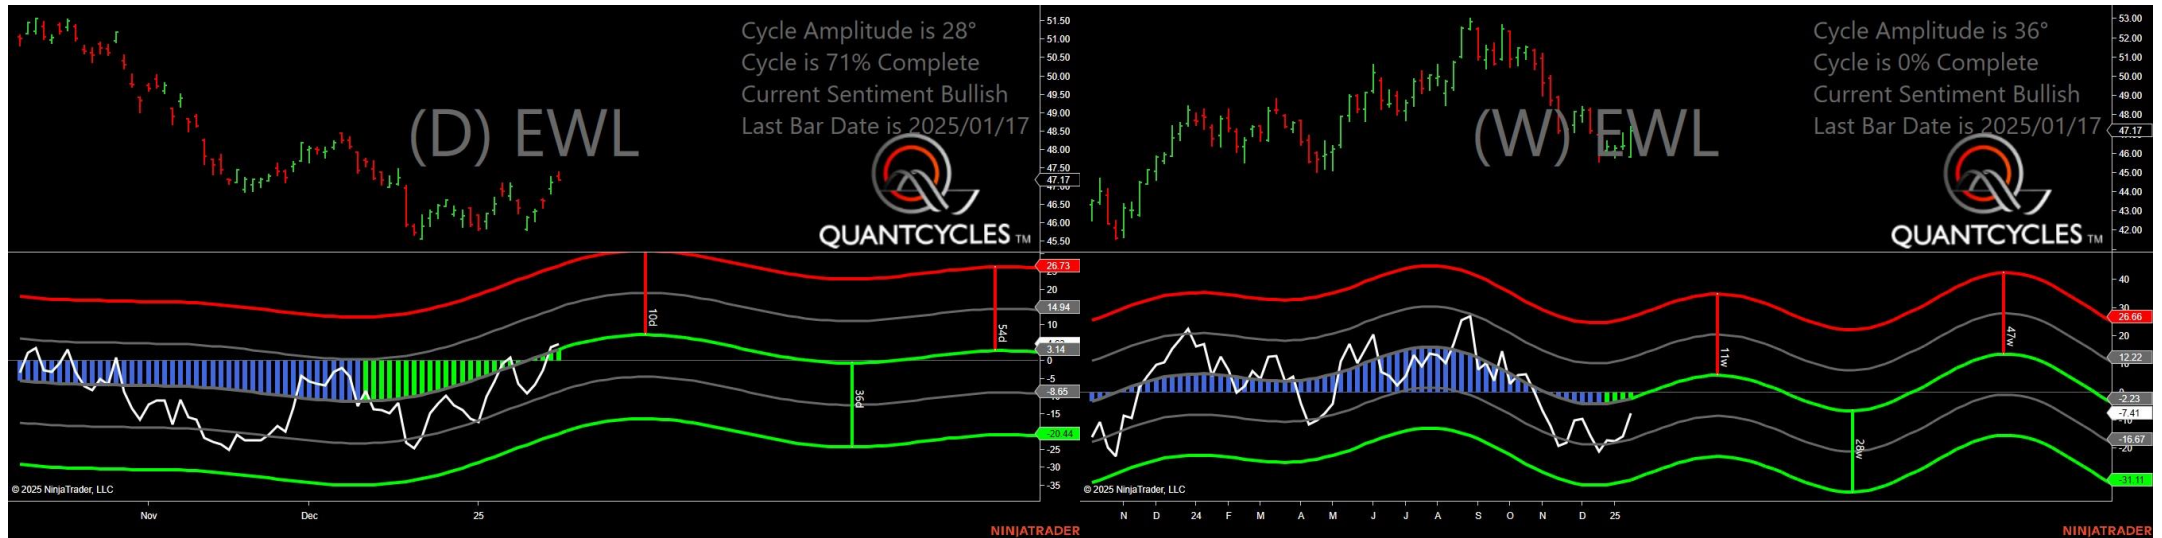 Cycle Amplitude is 28°
Cycle is 71% Complete
Current Sentiment Bullish
Last Bar Date is 2025/01/17
(D) EWL
QUANTCYCLES TM
51.50
51.00
50.50
50.00
49.50
49.00
48.50
48.00
47.50
47.17
46.50
46.00
45.50
26.73
20
14.94
10
3.14
0
-5
-8.65
-15
-20.44
-25
-30
-35
10d
36d
54d
© 2025 NinjaTrader, LLC
Nov Dec 25
NINJATRADER
Cycle Amplitude is 36°
Cycle is 0% Complete
Current Sentiment Bullish
Last Bar Date is 2025/01/17
(W) EWL
QUANTCYCLES TM
53.00
52.00
51.00
50.00
49.00
48.00
47.17
46.00
45.00
44.00
43.00
42.00
40
30
26.66
20
12.22
10
0
-2.23
-7.41
-16.67
-20
-31.11
11w
28w
47w
© 2025 NinjaTrader, LLC
N D 24 F M A M J J A S O N D 25
NINJATRADER